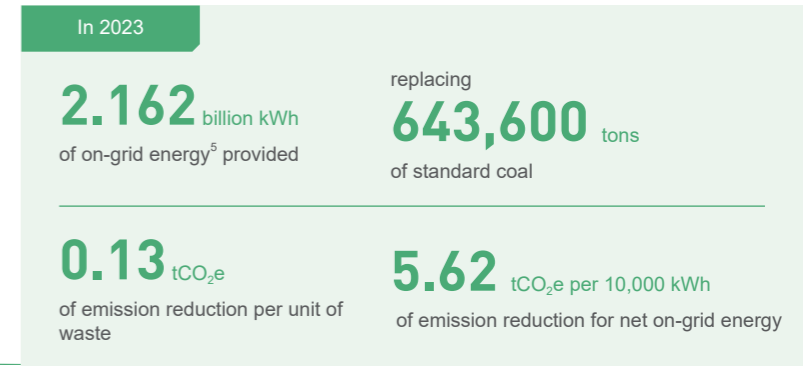 In 2023
2.162 billion kWh
of on-grid energy⁵ provided
replacing
643,600 tons
of standard coal
0.13 tCO₂e
of emission reduction per unit of
waste
5.62 tCO₂e per 10,000 kWh
of emission reduction for net on-grid energy